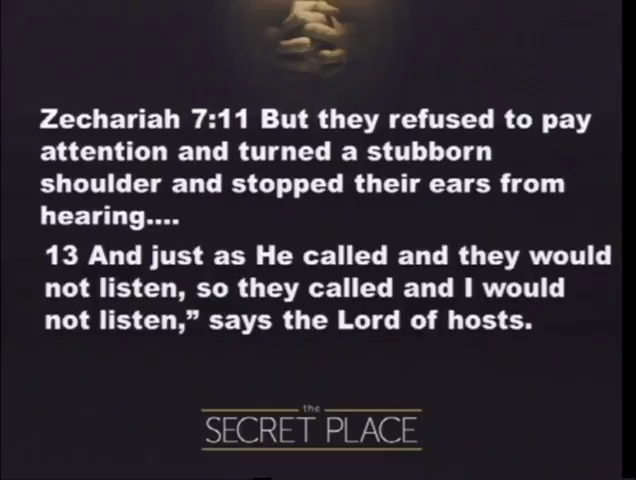 Zechariah 7:11 But they refused to pay
attention and turned a stubborn
shoulder and stopped their ears from
hearing....
13 And just as He called and they would
not listen, so they called and I would
not listen,” says the Lord of hosts.
the
SECRET PLACE